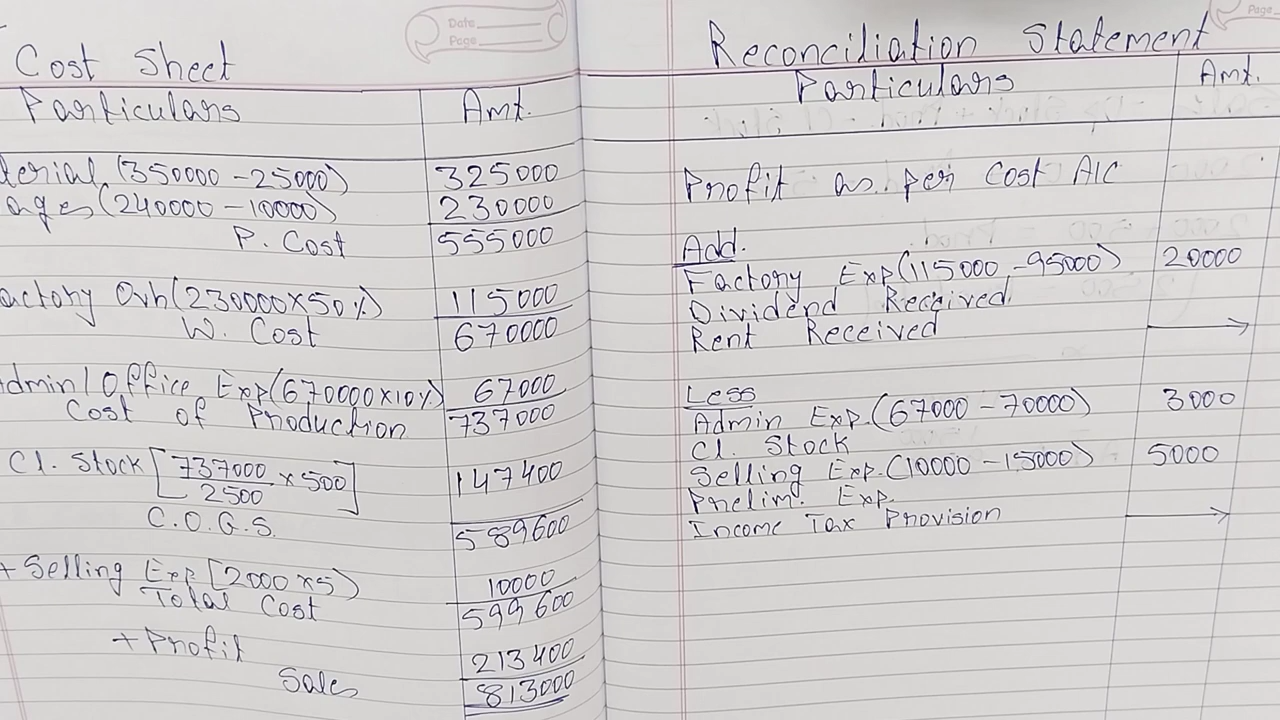 Date
Page
Cost Sheet
Particulars Amt.
terial (350000 - 25000) 325000
ages (240000 - 10000) 230000
P. Cost 555000
actory Ovh (230000 x 50%) 115000
W. Cost 670000
dmin / Office Exp (670000 x 10%) 67000
Cost of Production 737000
Cl. Stock [737000/2500 x 500] 147400
C.O.G.S. 589600
+ Selling Exp [2000 x 5) 10000
Total Cost 599600
+ Profit 213400
Sales 813000
Page
Reconciliation Statement
Particulars Amt.
Profit as per Cost A/C
Add.
Factory Exp (115000 - 95000) 20000
Dividend Received
Rent Received
Less
Admin Exp. (67000 - 70000) 3000
Cl. Stock
Selling Exp. (10000 - 15000) 5000
Prelim. Exp.
Income Tax Provision